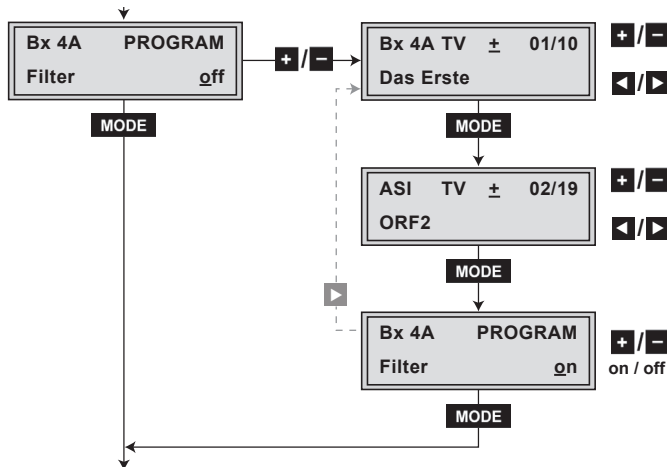 Bx 4A PROGRAM
Filter off
+/−
MODE
Bx 4A TV ± 01/10
Das Erste
+/−
◄/►
MODE
ASI TV ± 02/19
ORF2
+/−
◄/►
MODE
►
Bx 4A PROGRAM
Filter on
+/−
on / off
MODE